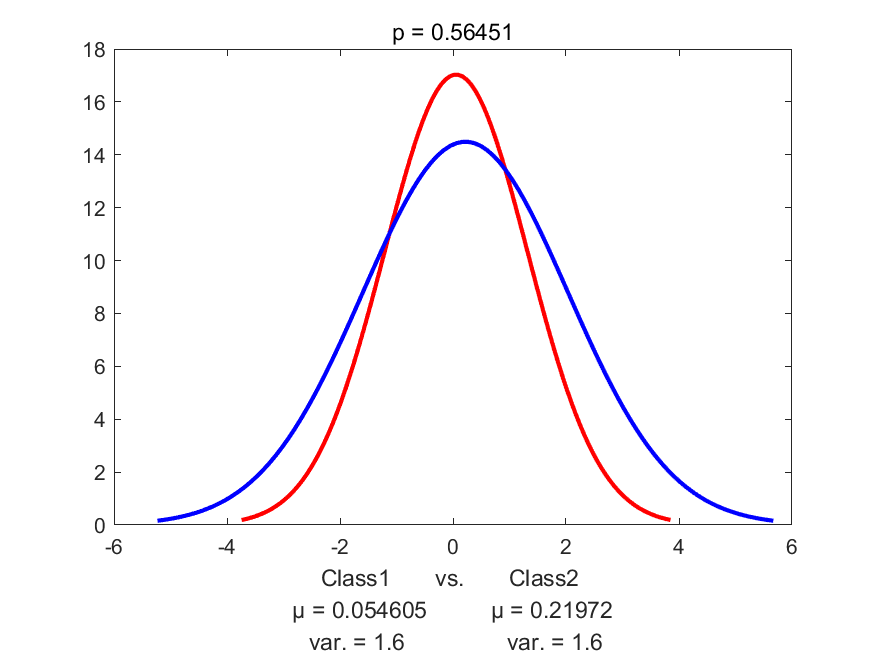 p = 0.56451
18
16
14
12
10
8
6
4
2
0
-6 -4 -2 0 2 4 6
Class1 vs. Class2
μ = 0.054605 μ = 0.21972
var. = 1.6 var. = 1.6